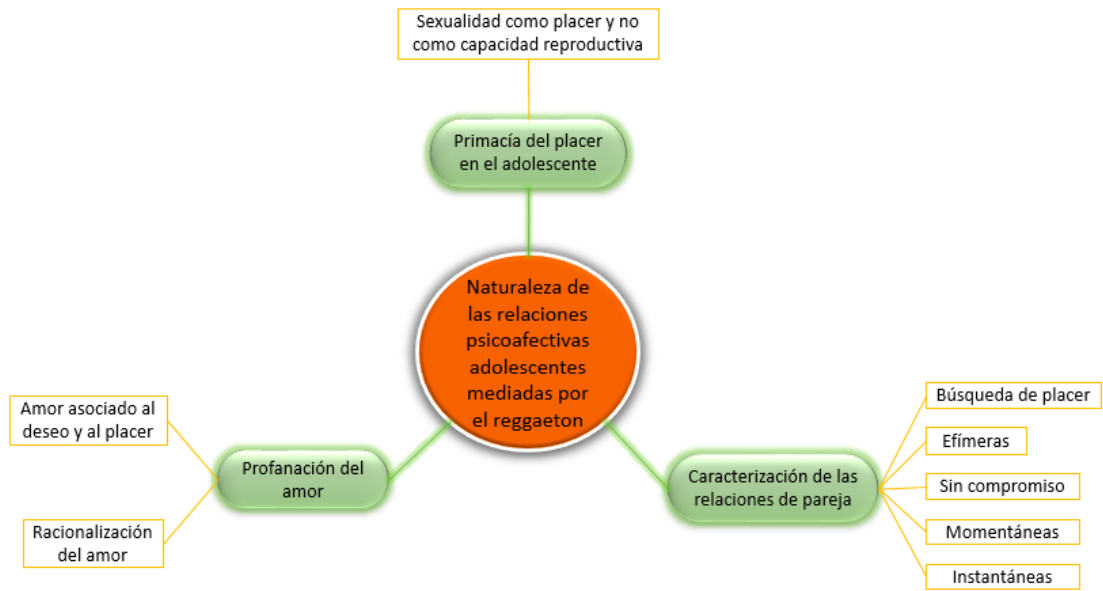 Sexualidad como placer y no
como capacidad reproductiva
Primacía del placer
en el adolescente
Naturaleza de
las relaciones
psicoafectivas
adolescentes
mediadas por
el reggaeton
Amor asociado al
deseo y al placer
Profanación del
amor
Racionalización
del amor
Caracterización de las
relaciones de pareja
Búsqueda de placer
Efímeras
Sin compromiso
Momentáneas
Instantáneas